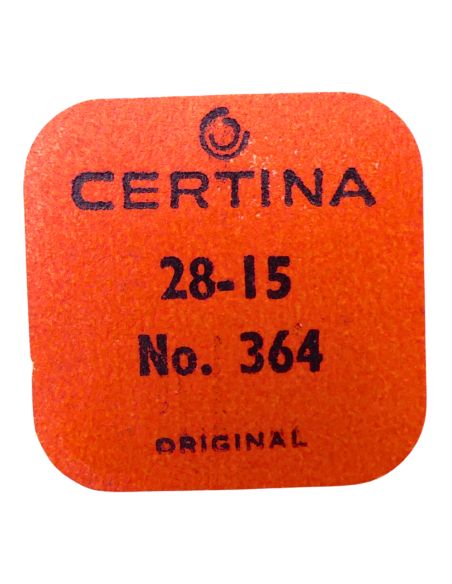 CERTINA
28-15
No. 364
ORIGINAL